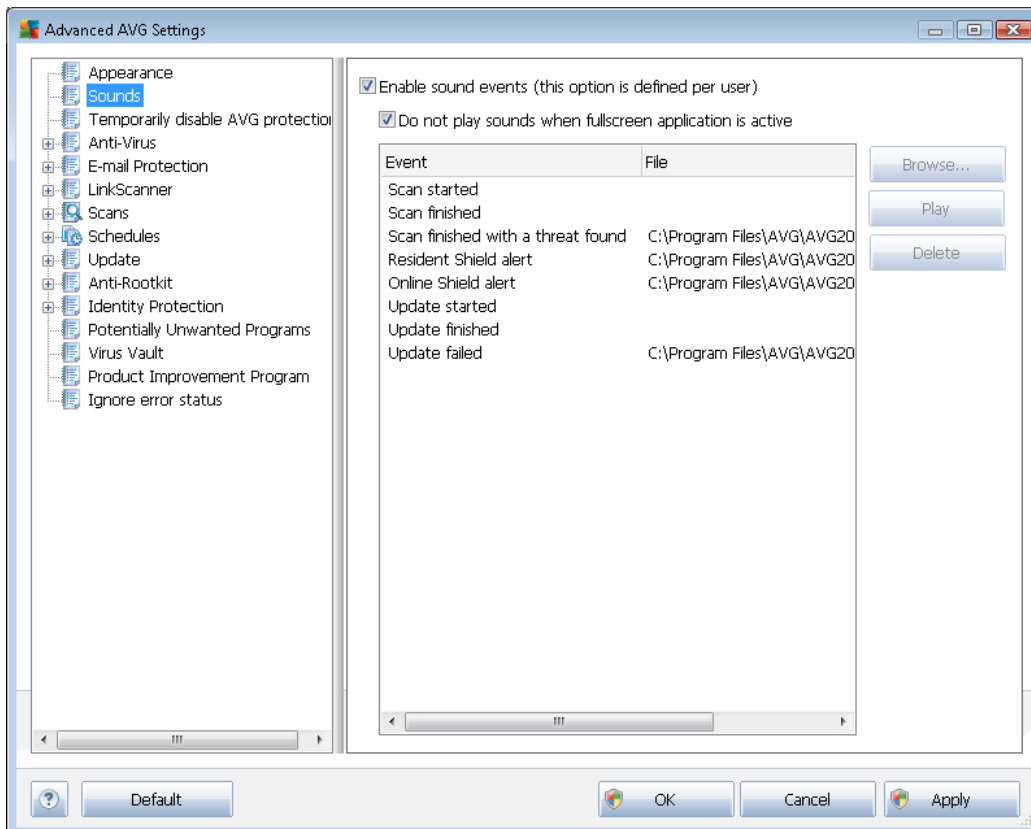 Advanced AVG Settings
Appearance
Sounds
Temporarily disable AVG protection
Anti-Virus
E-mail Protection
LinkScanner
Scans
Schedules
Update
Anti-Rootkit
Identity Protection
Potentially Unwanted Programs
Virus Vault
Product Improvement Program
Ignore error status
Enable sound events (this option is defined per user)
Do not play sounds when fullscreen application is active
Event File
Scan started
Scan finished
Scan finished with a threat found C:\Program Files\AVG\AVG20
Resident Shield alert C:\Program Files\AVG\AVG20
Online Shield alert C:\Program Files\AVG\AVG20
Update started
Update finished
Update failed C:\Program Files\AVG\AVG20
Browse...
Play
Delete
?
Default
OK
Cancel
Apply